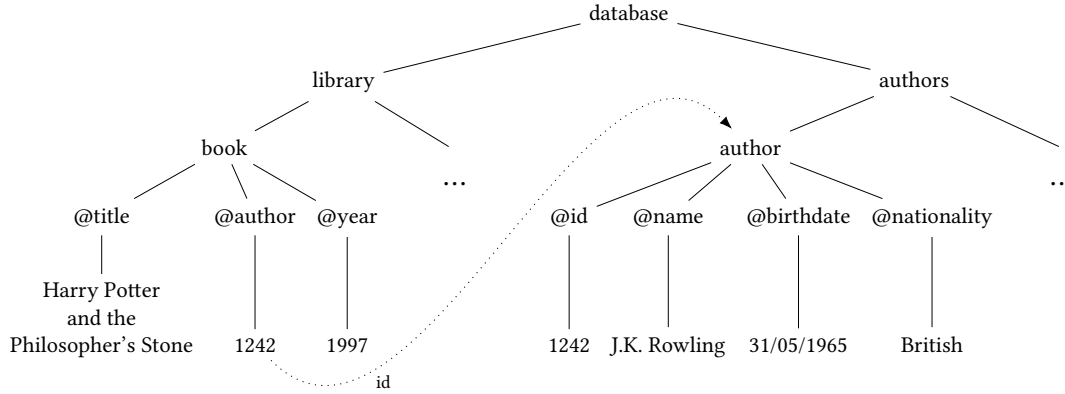 database
library
authors
book
author
...
..
@title
@author
@year
@id
@name
@birthdate
@nationality
Harry Potter
and the
Philosopher's Stone
1242
1997
1242
J.K. Rowling
31/05/1965
British
id